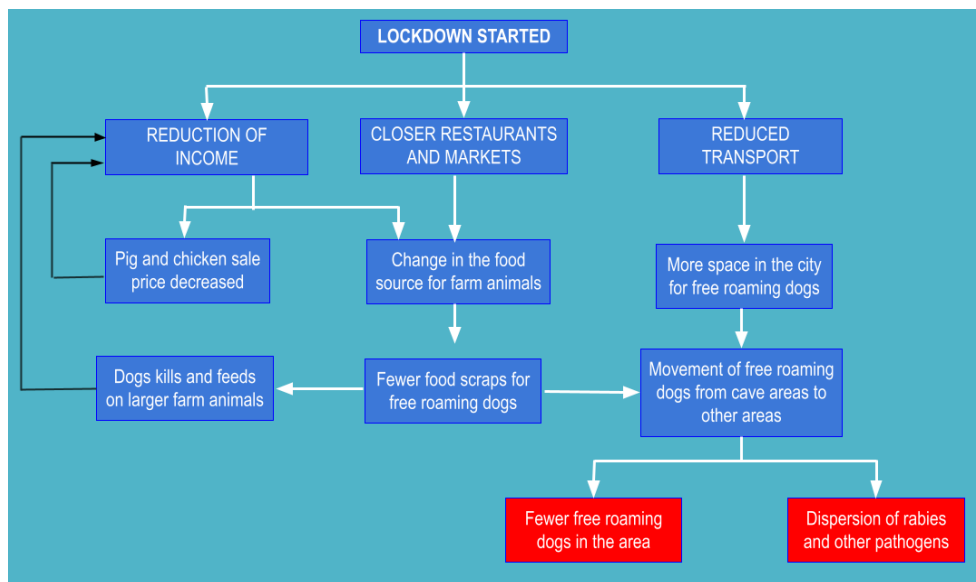 LOCKDOWN STARTED
REDUCTION OF
INCOME
CLOSER RESTAURANTS
AND MARKETS
REDUCED
TRANSPORT
Pig and chicken sale
price decreased
Change in the food
source for farm animals
More space in the city
for free roaming dogs
Dogs kills and feeds
on larger farm animals
Fewer food scraps for
free roaming dogs
Movement of free roaming
dogs from cave areas to
other areas
Fewer free roaming
dogs in the area
Dispersion of rabies
and other pathogens